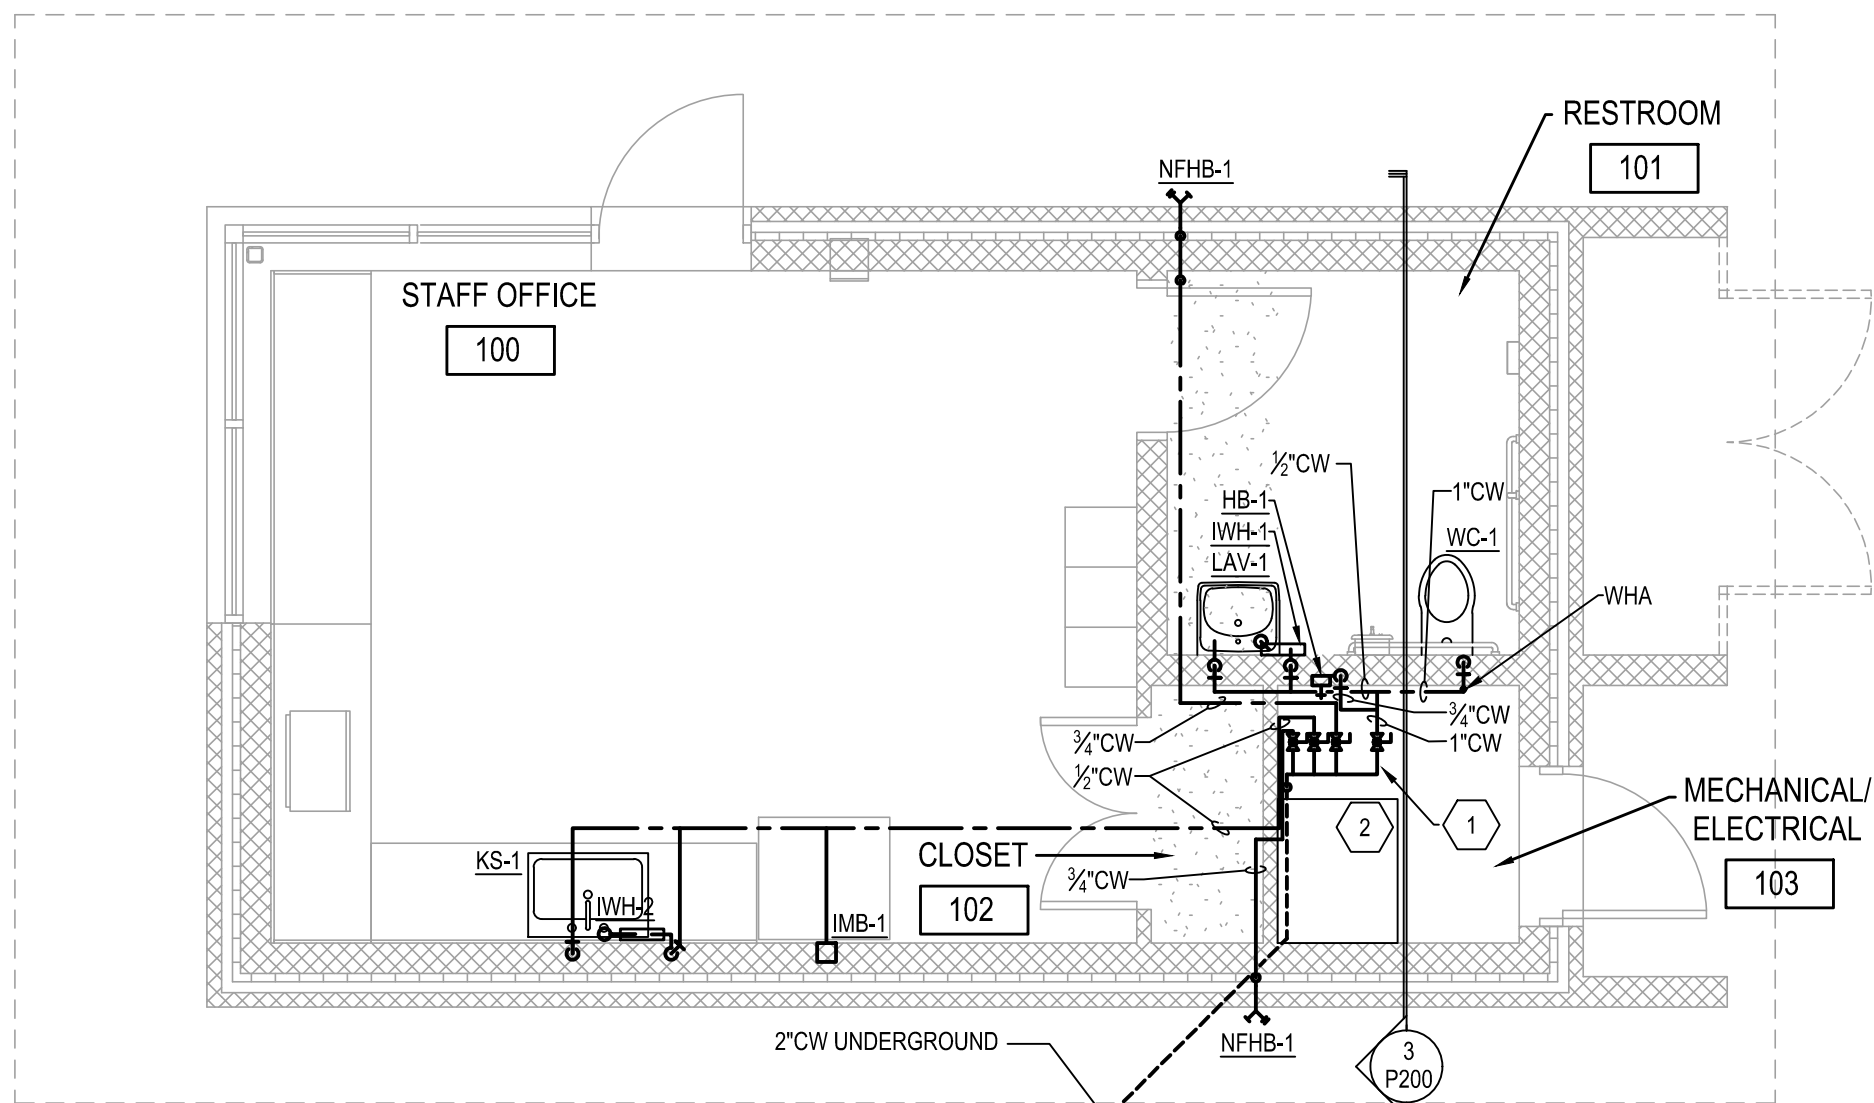 RESTROOM
101
NFHB-1
STAFF OFFICE
100
½"CW
HB-1
IWH-1
LAV-1
1"CW
WC-1
WHA
¾"CW
1"CW
¾"CW
½"CW
MECHANICAL/
ELECTRICAL
103
2
1
CLOSET
102
¾"CW
KS-1
IWH-2
IMB-1
2"CW UNDERGROUND
NFHB-1
3
P200